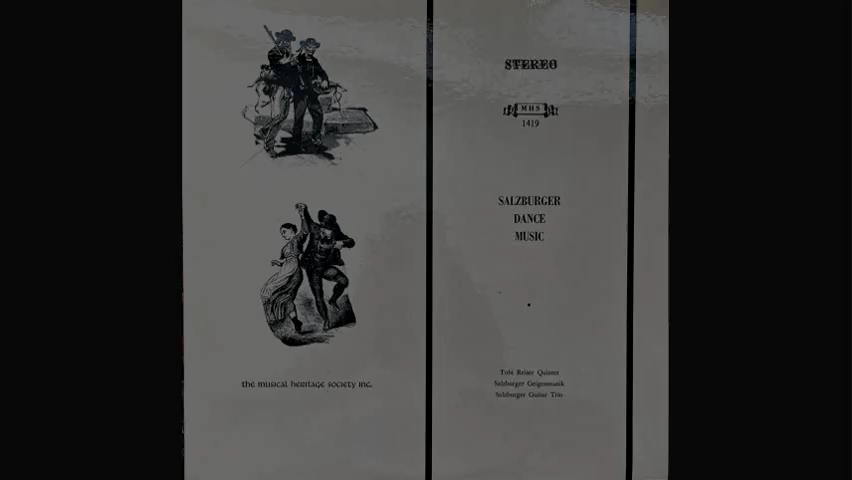 STEREO
MHS
1419
SALZBURGER
DANCE
MUSIC
Tobi Reiser Quintet
Salzburger Geigenmusik
Salzburger Guitar Trio
the musical heritage society inc.